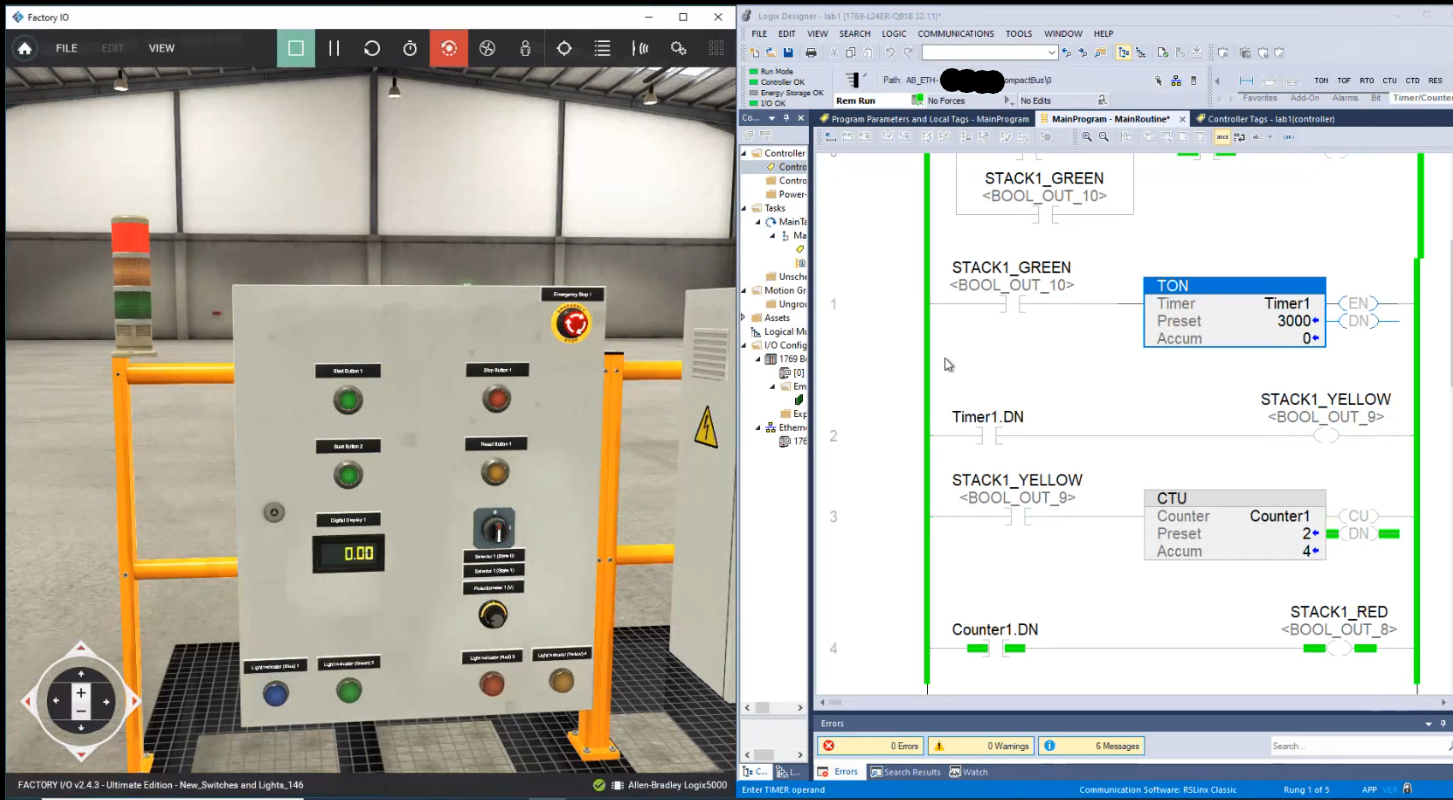 Factory IO
FILE EDIT VIEW
Emergency Stop 1
EMERGENCY
STOP
Start Button 1
Stop Button 1
Start Button 2
Reset Button 1
Digital Display 1
0.00
Selector 1 (State 0)
Selector 1 (State 1)
Potentiometer 1 (V)
Light Indicator (Blue) 1
Light Indicator (Green) 2
Light Indicator (Red) 3
Light Indicator (Yellow) 4
FACTORY I/O v2.4.3 - Ultimate Edition - New_Switches and Lights_146
Allen-Bradley Logix5000
Logix Designer - lab1 [1769-L24ER-QB1B 32.11]*
FILE EDIT VIEW SEARCH LOGIC COMMUNICATIONS TOOLS WINDOW HELP
Run Mode
Controller OK
Energy Storage OK
I/O OK
Path: AB_ETH-
ompactBus\0
Rem Run
No Forces
No Edits
TON TOF RTO CTU CTD RES
Favorites Add-On Alarms Bit Timer/Counter
Co...
Program Parameters and Local Tags - MainProgram
MainProgram - MainRoutine*
Controller Tags - lab1(controller)
Controller
Contro
Contro
Power-
Tasks
MainTa
Ma
Unsche
Motion Gr
Ungrou
Assets
Logical Mo
I/O Config
1769 B
[0]
Em
Exp
Ethern
176
STACK1_GREEN
<BOOL_OUT_10>
1
STACK1_GREEN
<BOOL_OUT_10>
TON
Timer Timer1
Preset 3000
Accum 0
EN
DN
2
Timer1.DN
STACK1_YELLOW
<BOOL_OUT_9>
3
STACK1_YELLOW
<BOOL_OUT_9>
CTU
Counter Counter1
Preset 2
Accum 4
CU
DN
4
Counter1.DN
STACK1_RED
<BOOL_OUT_8>
Errors
0 Errors
0 Warnings
6 Messages
Search...
C...
L...
Errors
Search Results
Watch
Enter TIMER operand
Communication Software: RSLinx Classic
Rung 1 of 5
APP
VER